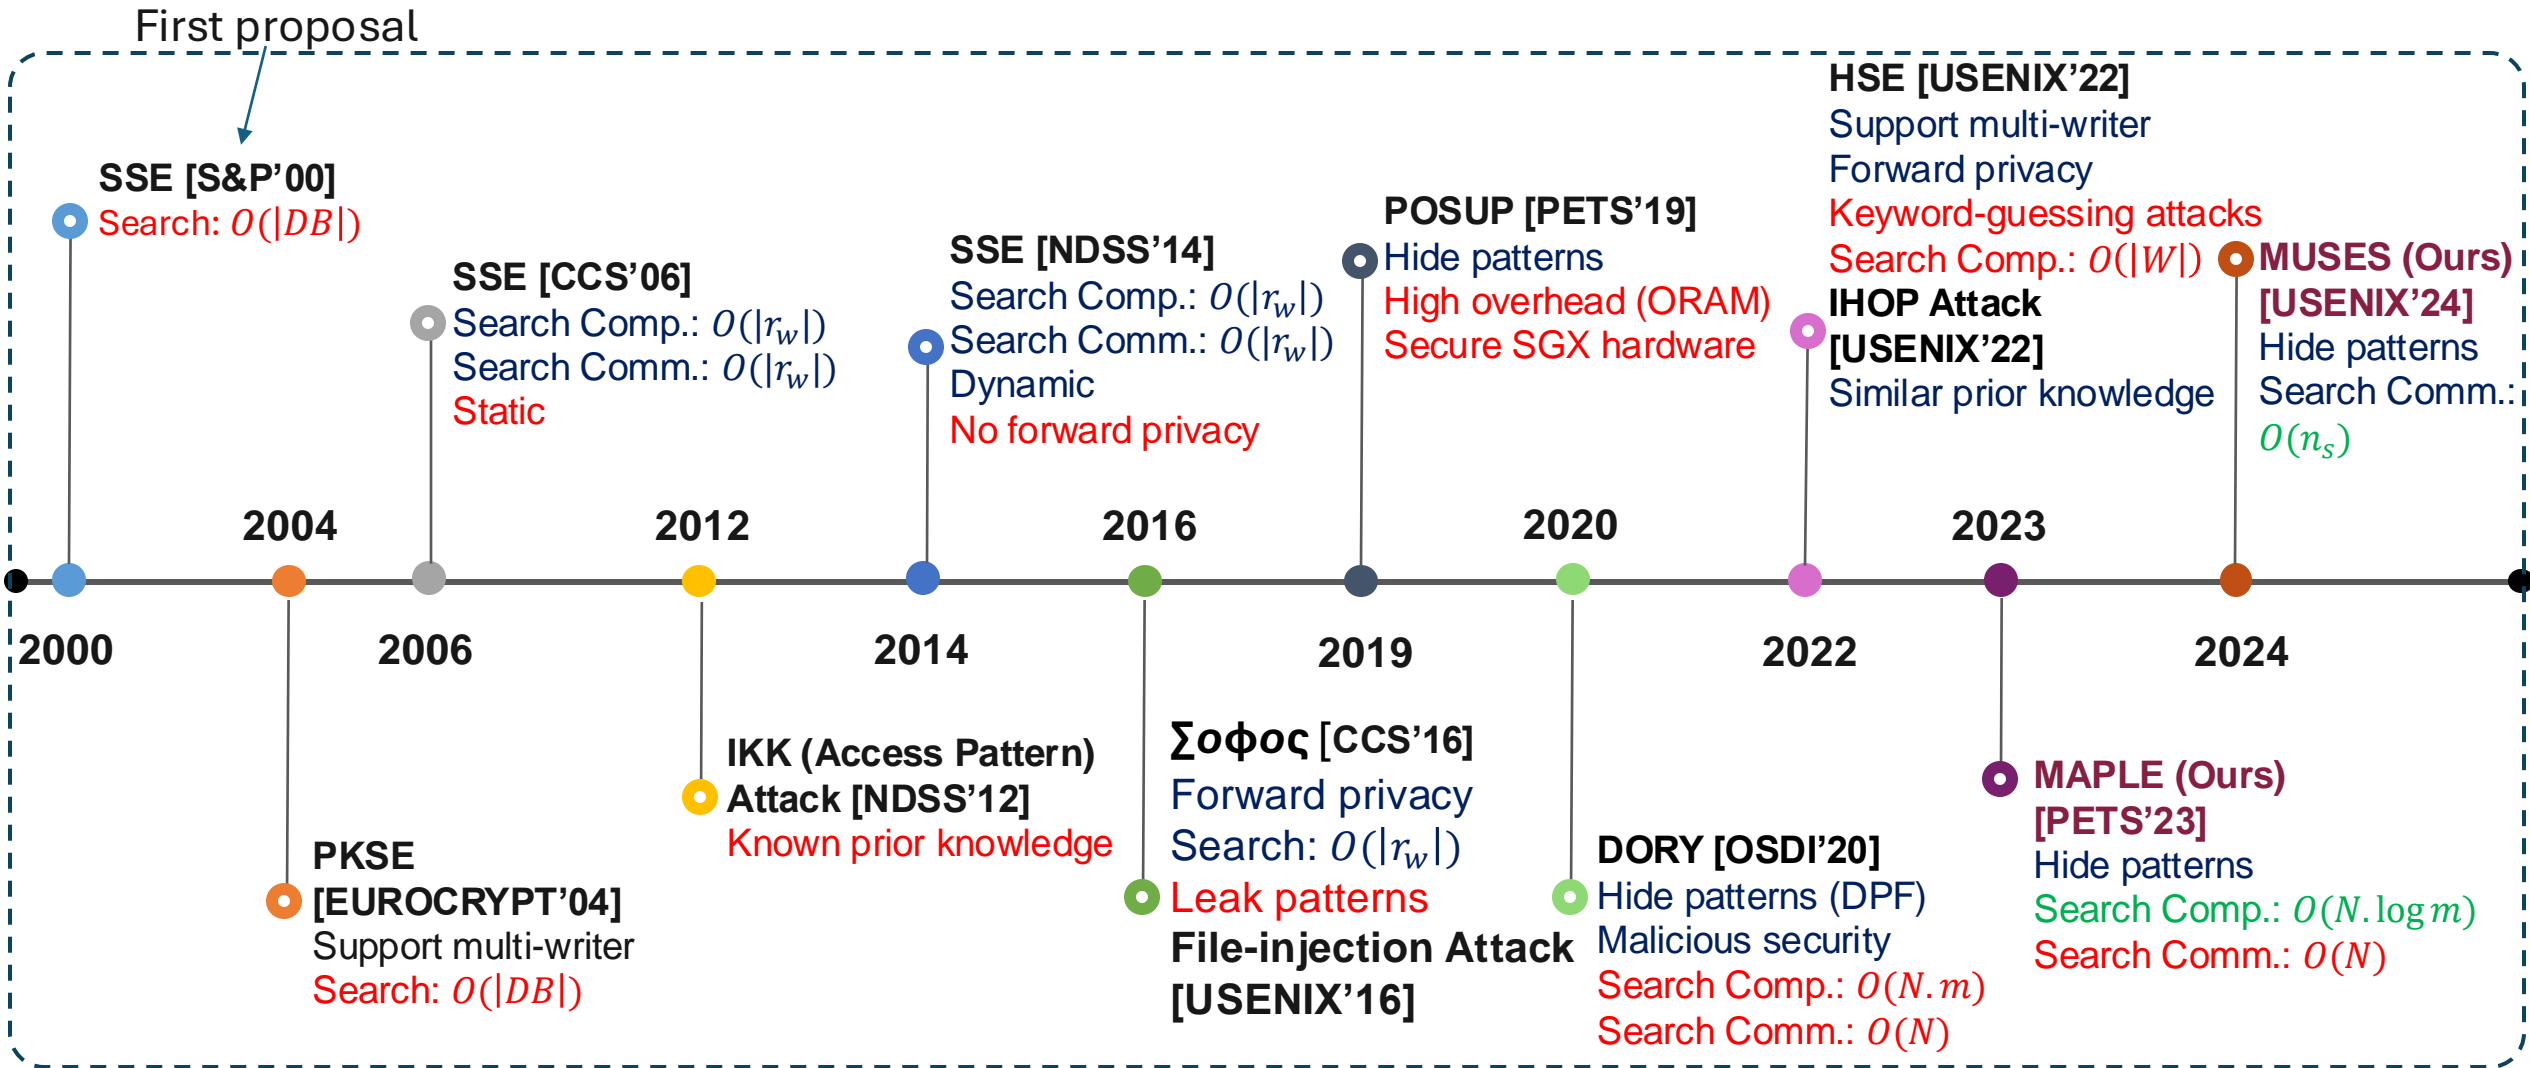 First proposal
SSE [S&P’00]
Search: O(|DB|)
SSE [CCS’06]
Search Comp.: O(|r_w|)
Search Comm.: O(|r_w|)
Static
SSE [NDSS’14]
Search Comp.: O(|r_w|)
Search Comm.: O(|r_w|)
Dynamic
No forward privacy
POSUP [PETS’19]
Hide patterns
High overhead (ORAM)
Secure SGX hardware
HSE [USENIX’22]
Support multi-writer
Forward privacy
Keyword-guessing attacks
Search Comp.: O(|W|)
IHOP Attack
[USENIX’22]
Similar prior knowledge
MUSES (Ours)
[USENIX’24]
Hide patterns
Search Comm.:
O(n_s)
2004
2012
2016
2020
2023
2000
2006
2014
2019
2022
2024
PKSE
[EUROCRYPT’04]
Support multi-writer
Search: O(|DB|)
IKK (Access Pattern)
Attack [NDSS’12]
Known prior knowledge
Σοφος [CCS’16]
Forward privacy
Search: O(|r_w|)
Leak patterns
File-injection Attack
[USENIX’16]
DORY [OSDI’20]
Hide patterns (DPF)
Malicious security
Search Comp.: O(N.m)
Search Comm.: O(N)
MAPLE (Ours)
[PETS’23]
Hide patterns
Search Comp.: O(N.log m)
Search Comm.: O(N)